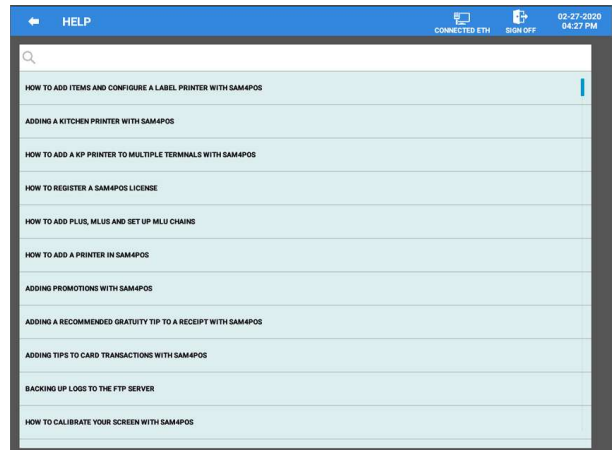 HELP
CONNECTED ETH
SIGN OFF
02-27-2020
04:27 PM
HOW TO ADD ITEMS AND CONFIGURE A LABEL PRINTER WITH SAM4POS
ADDING A KITCHEN PRINTER WITH SAM4POS
HOW TO ADD A KP PRINTER TO MULTIPLE TERMNALS WITH SAM4POS
HOW TO REGISTER A SAM4POS LICENSE
HOW TO ADD PLUS, MLUS AND SET UP MLU CHAINS
HOW TO ADD A PRINTER IN SAM4POS
ADDING PROMOTIONS WITH SAM4POS
ADDING A RECOMMENDED GRATUITY TIP TO A RECEIPT WITH SAM4POS
ADDING TIPS TO CARD TRANSACTIONS WITH SAM4POS
BACKING UP LOGS TO THE FTP SERVER
HOW TO CALIBRATE YOUR SCREEN WITH SAM4POS